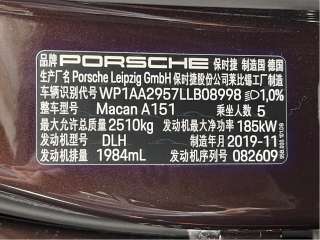 品牌 PORSCHE 保时捷 制造国 德国
生产厂名 Porsche Leipzig GmbH 保时捷股份公司莱比锡工厂制造
车辆识别代号 WP1AA2957LLB08998 1,0%
整车型号 Macan A151 乘坐人数 5
最大允许总质量 2510kg 发动机最大净功率 185kW
发动机型号 DLH 制造年月 2019-11
发动机排量 1984mL 发动机序号 082609